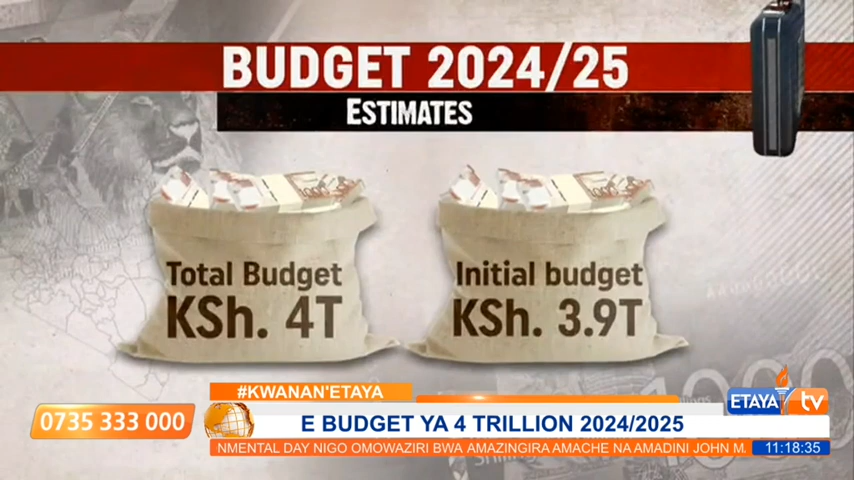 BUDGET 2024/25
ESTIMATES
Total Budget
KSh. 4T
Initial budget
KSh. 3.9T
#KWANAN'ETAYA
0735 333 000
E BUDGET YA 4 TRILLION 2024/2025
ETAYA tv
NMENTAL DAY NIGO OMOWAZIRI BWA AMAZINGIRA AMACHE NA AMADINI JOHN M.
11:18:35